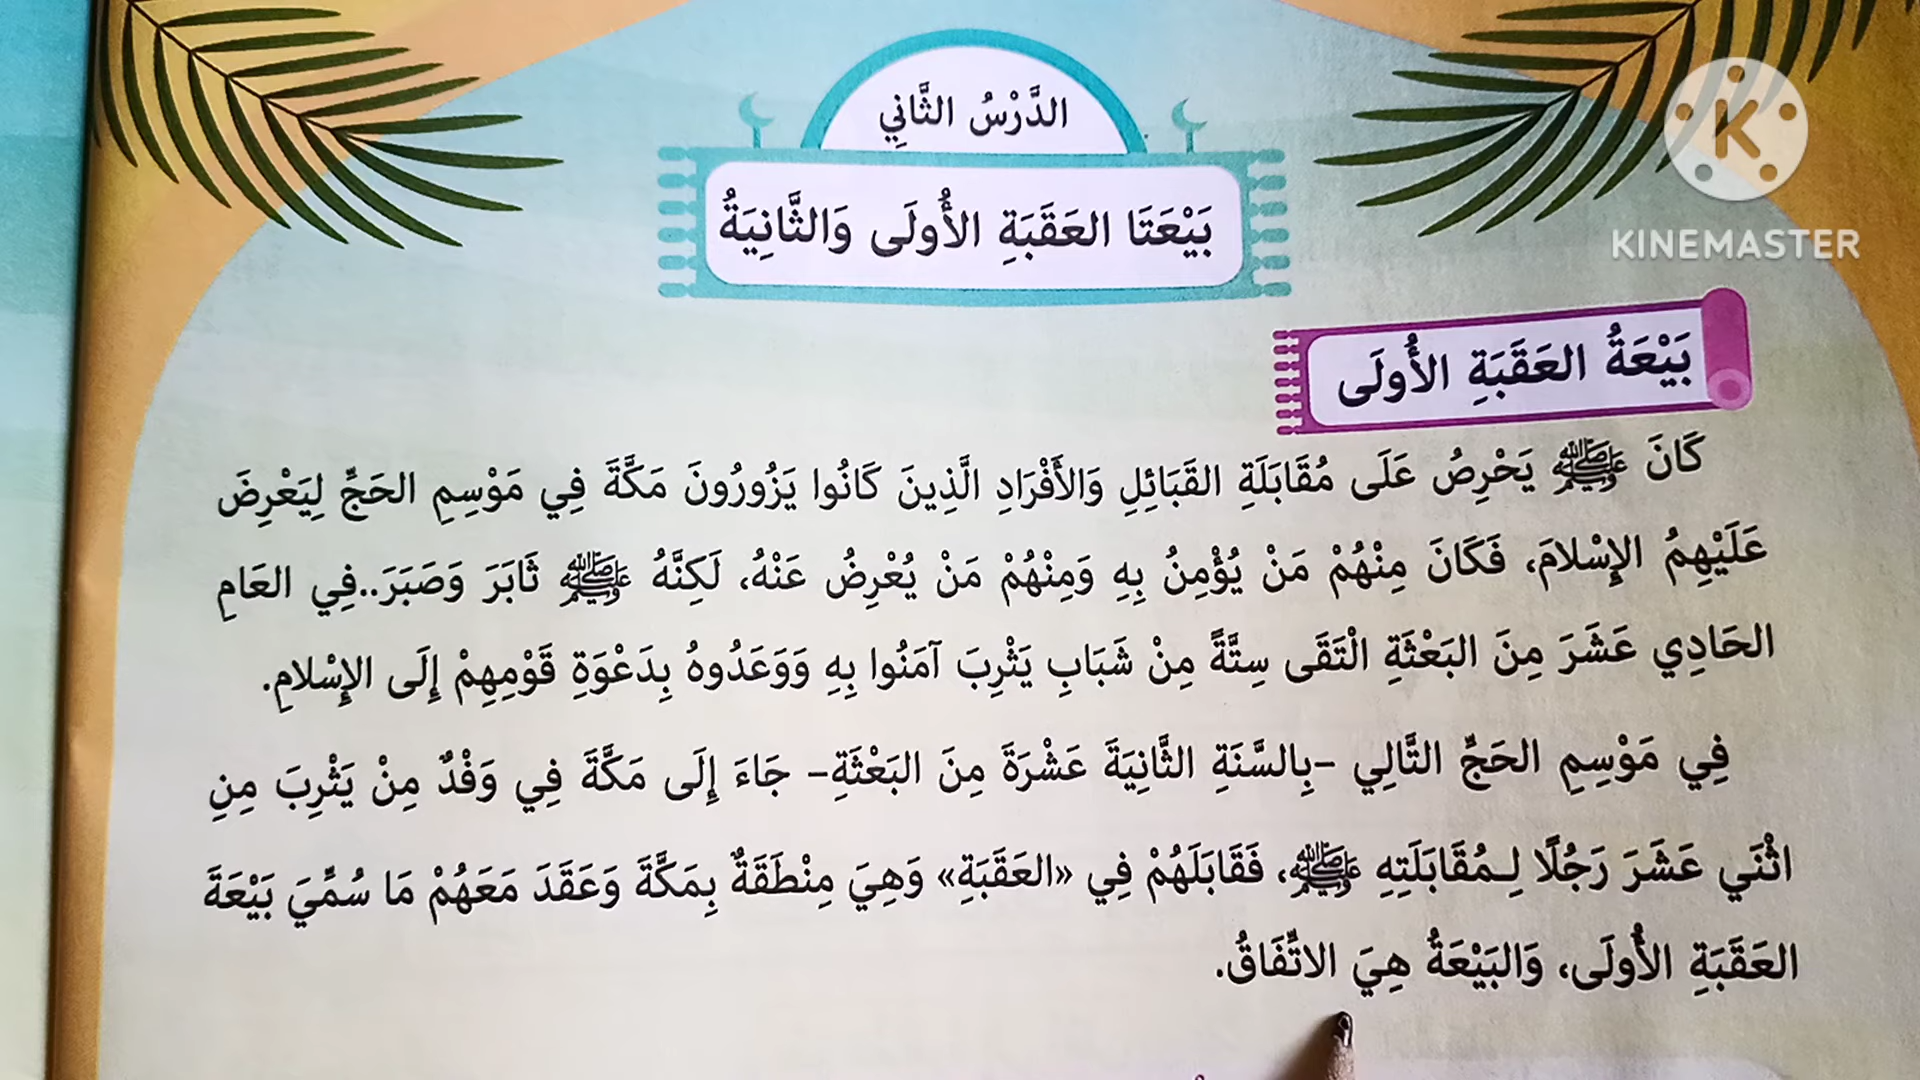 الدَّرْسُ الثَّانِي
بَيْعَتَا العَقَبَةِ الأُولَى وَالثَّانِيَةُ
KINEMASTER
بَيْعَةُ العَقَبَةِ الأُولَى
كَانَ ﷺ يَحْرِصُ عَلَى مُقَابَلَةِ القَبَائِلِ وَالأَفْرَادِ الَّذِينَ كَانُوا يَزُورُونَ مَكَّةَ فِي مَوْسِمِ الحَجِّ لِيَعْرِضَ
عَلَيْهِمُ الإِسْلامَ، فَكَانَ مِنْهُمْ مَنْ يُؤْمِنُ بِهِ وَمِنْهُمْ مَنْ يُعْرِضُ عَنْهُ، لَكِنَّهُ ﷺ ثَابَرَ وَصَبَرَ..فِي العَامِ
الحَادِي عَشَرَ مِنَ البَعْثَةِ الْتَقَى سِتَّةً مِنْ شَبَابِ يَثْرِبَ آمَنُوا بِهِ وَوَعَدُوهُ بِدَعْوَةِ قَوْمِهِمْ إِلَى الإِسْلامِ.
فِي مَوْسِمِ الحَجِّ التَّالِي –بِالسَّنَةِ الثَّانِيَةَ عَشْرَةَ مِنَ البَعْثَةِ– جَاءَ إِلَى مَكَّةَ فِي وَفْدٌ مِنْ يَثْرِبَ مِنِ
اثْنَي عَشَرَ رَجُلًا لِـمُقَابَلَتِهِ ﷺ، فَقَابَلَهُمْ فِي «العَقَبَةِ» وَهِيَ مِنْطَقَةٌ بِمَكَّةَ وَعَقَدَ مَعَهُمْ مَا سُمِّيَ بَيْعَةَ
العَقَبَةِ الأُولَى، وَالبَيْعَةُ هِيَ الاتِّفَاقُ.